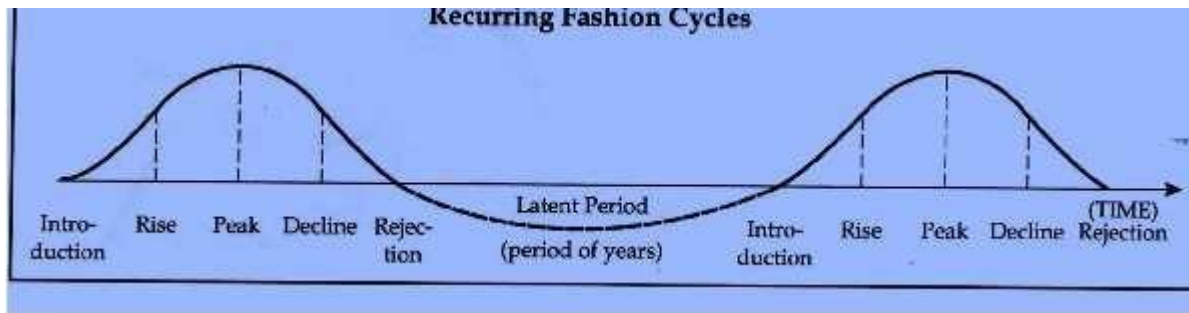 Recurring Fashion Cycles
Latent Period
(TIME)
Intro-
duction
Rise
Peak
Decline
Rejec-
tion
(period of years)
Intro-
duction
Rise
Peak
Decline
Rejection